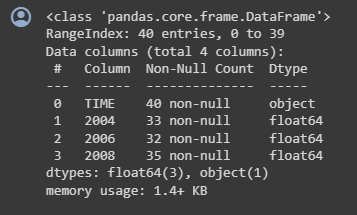 <class 'pandas.core.frame.DataFrame'>
RangeIndex: 40 entries, 0 to 39
Data columns (total 4 columns):
 #   Column  Non-Null Count  Dtype
---  ------  --------------  -----
 0   TIME    40 non-null     object
 1   2004    33 non-null     float64
 2   2006    32 non-null     float64
 3   2008    35 non-null     float64
dtypes: float64(3), object(1)
memory usage: 1.4+ KB